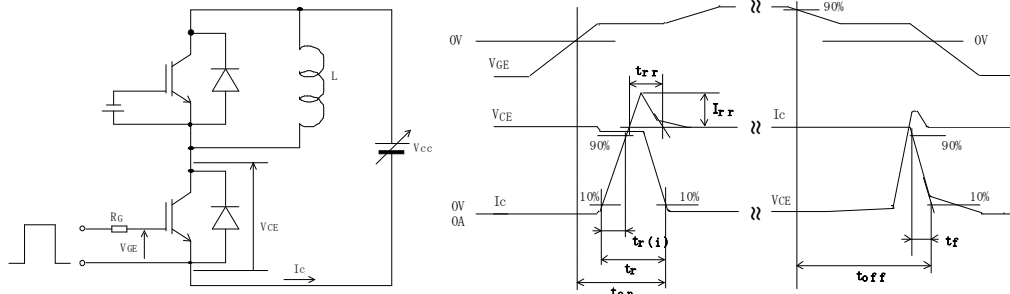 L
Vcc
RG
VGE
VCE
Ic
0V
VGE
trr
Irr
VCE
90%
Ic
10%
10%
0V
0A
tr(i)
tr
ton
90%
0V
Ic
90%
VCE
10%
tf
toff